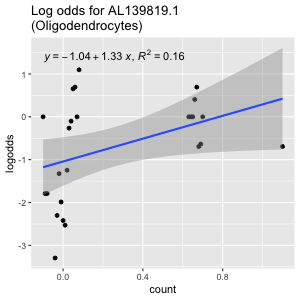 Log odds for AL139819.1
(Oligodendrocytes)
y = −1.04 + 1.33 x, R² = 0.16
1
0
-1
-2
-3
logodds
0.0 0.4 0.8
count